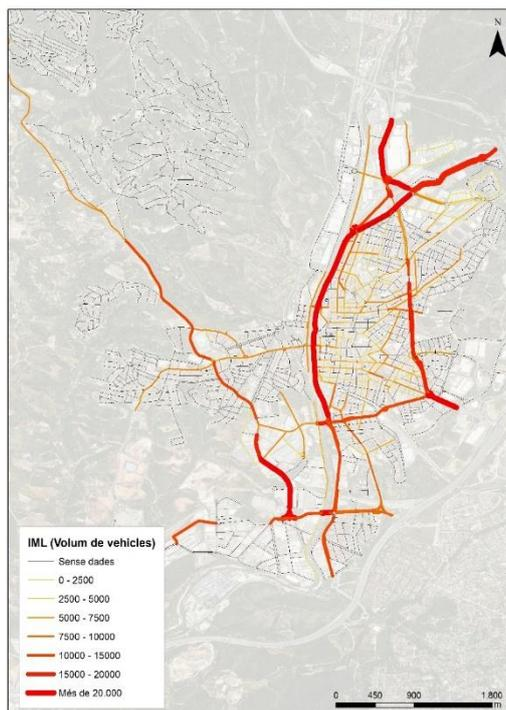 N
IML (Volum de vehicles)
Sense dades
0 - 2500
2500 - 5000
5000 - 7500
7500 - 10000
10000 - 15000
15000 - 20000
Més de 20.000
0 450 900 1.800
m